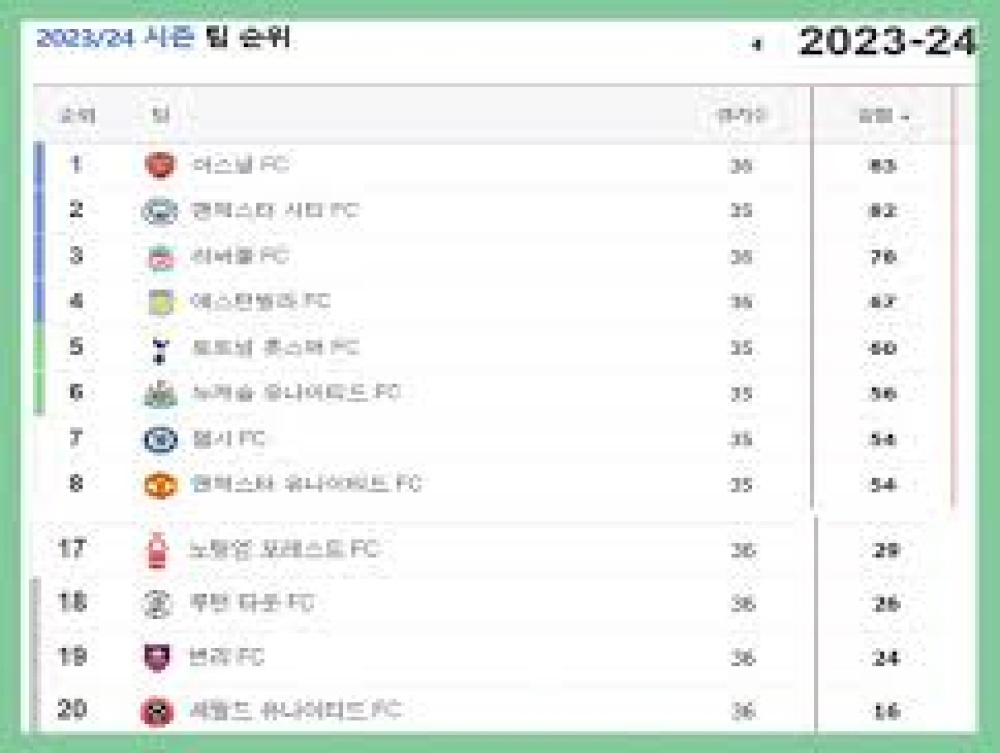 2023/24 시즌 팀 순위
2023-24
순위 팀 경기수 승점
1 아스널 FC 36 83
2 맨체스터 시티 FC 35 82
3 리버풀 FC 36 78
4 애스턴빌라 FC 36 67
5 토트넘 홋스퍼 FC 35 60
6 뉴캐슬 유나이티드 FC 35 56
7 첼시 FC 35 54
8 맨체스터 유나이티드 FC 35 54
17 노팅엄 포레스트 FC 36 29
18 루턴 타운 FC 36 26
19 번리 FC 36 24
20 셰필드 유나이티드 FC 36 16